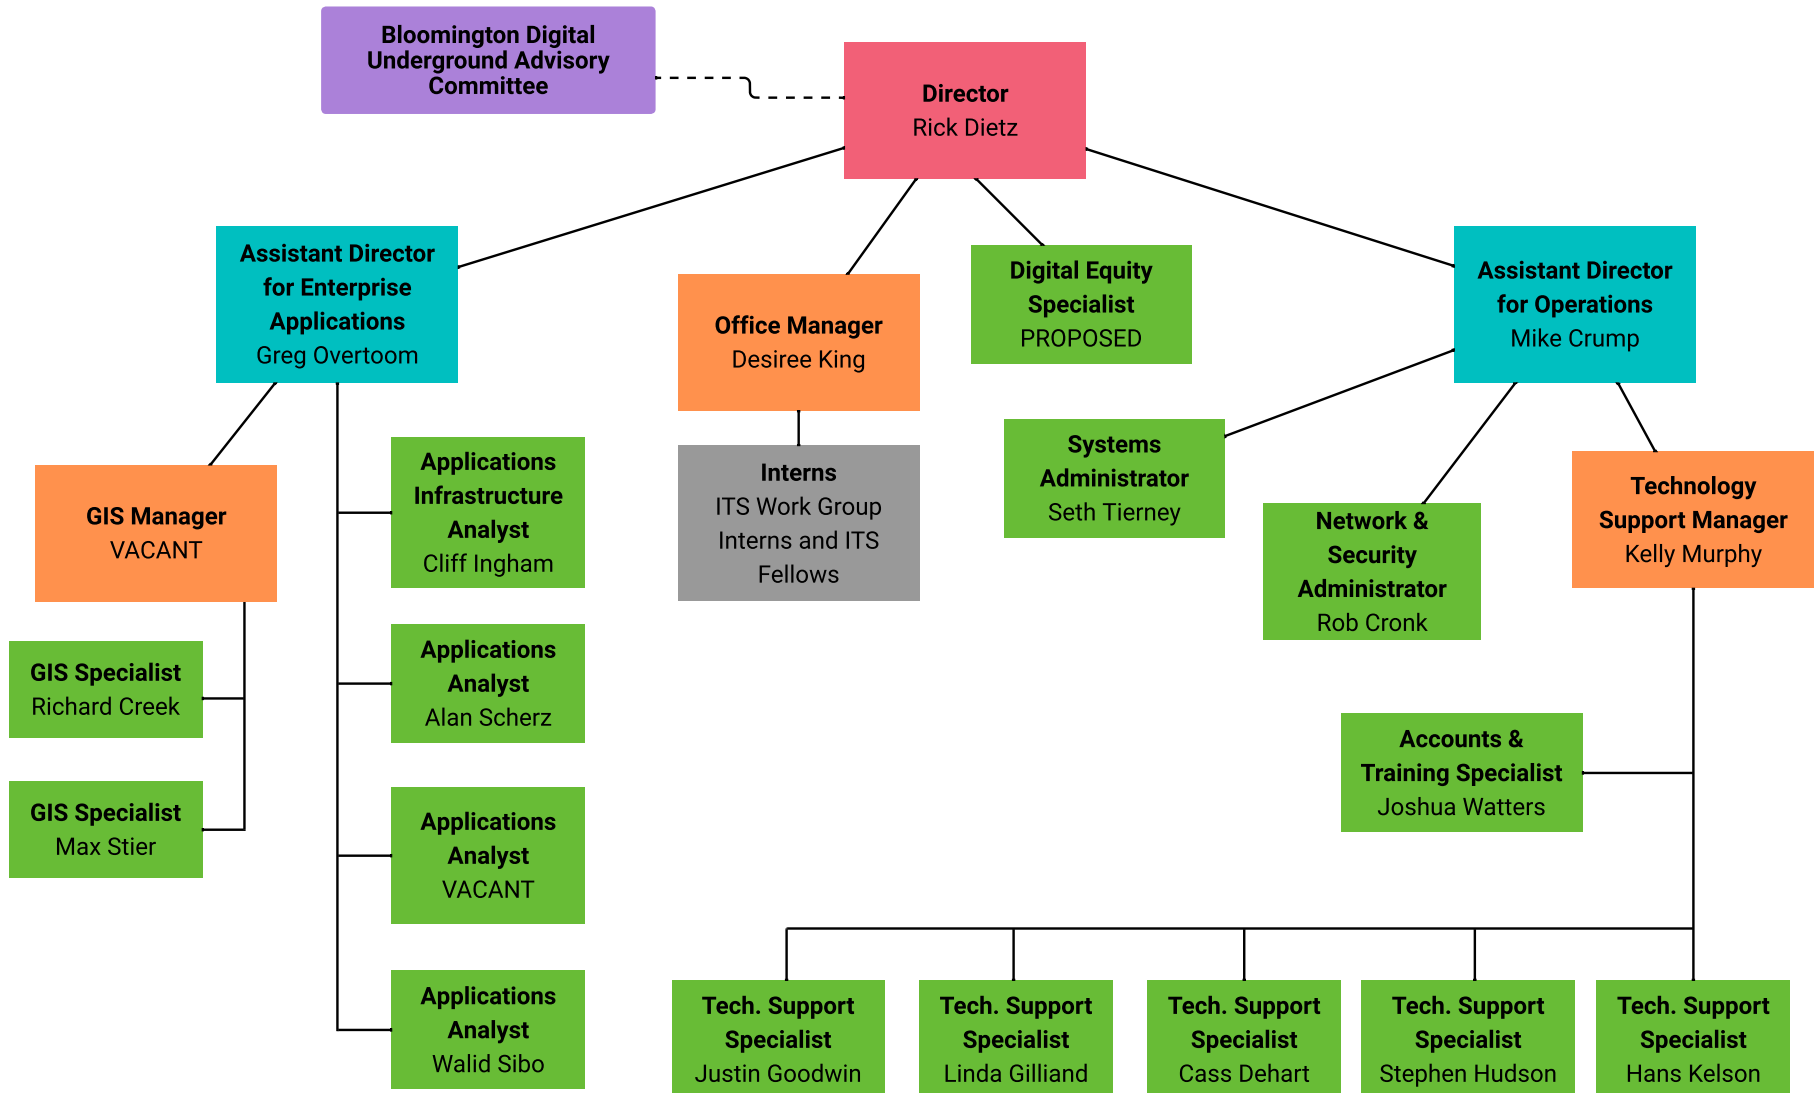 Bloomington Digital
Underground Advisory
Committee
Director
Rick Dietz
Assistant Director
for Enterprise
Applications
Greg Overtoom
Office Manager
Desiree King
Digital Equity
Specialist
PROPOSED
Assistant Director
for Operations
Mike Crump
GIS Manager
VACANT
Applications
Infrastructure
Analyst
Cliff Ingham
Interns
ITS Work Group
Interns and ITS
Fellows
Systems
Administrator
Seth Tierney
Network &
Security
Administrator
Rob Cronk
Technology
Support Manager
Kelly Murphy
GIS Specialist
Richard Creek
Applications
Analyst
Alan Scherz
Accounts &
Training Specialist
Joshua Watters
GIS Specialist
Max Stier
Applications
Analyst
VACANT
Applications
Analyst
Walid Sibo
Tech. Support
Specialist
Justin Goodwin
Tech. Support
Specialist
Linda Gilliand
Tech. Support
Specialist
Cass Dehart
Tech. Support
Specialist
Stephen Hudson
Tech. Support
Specialist
Hans Kelson